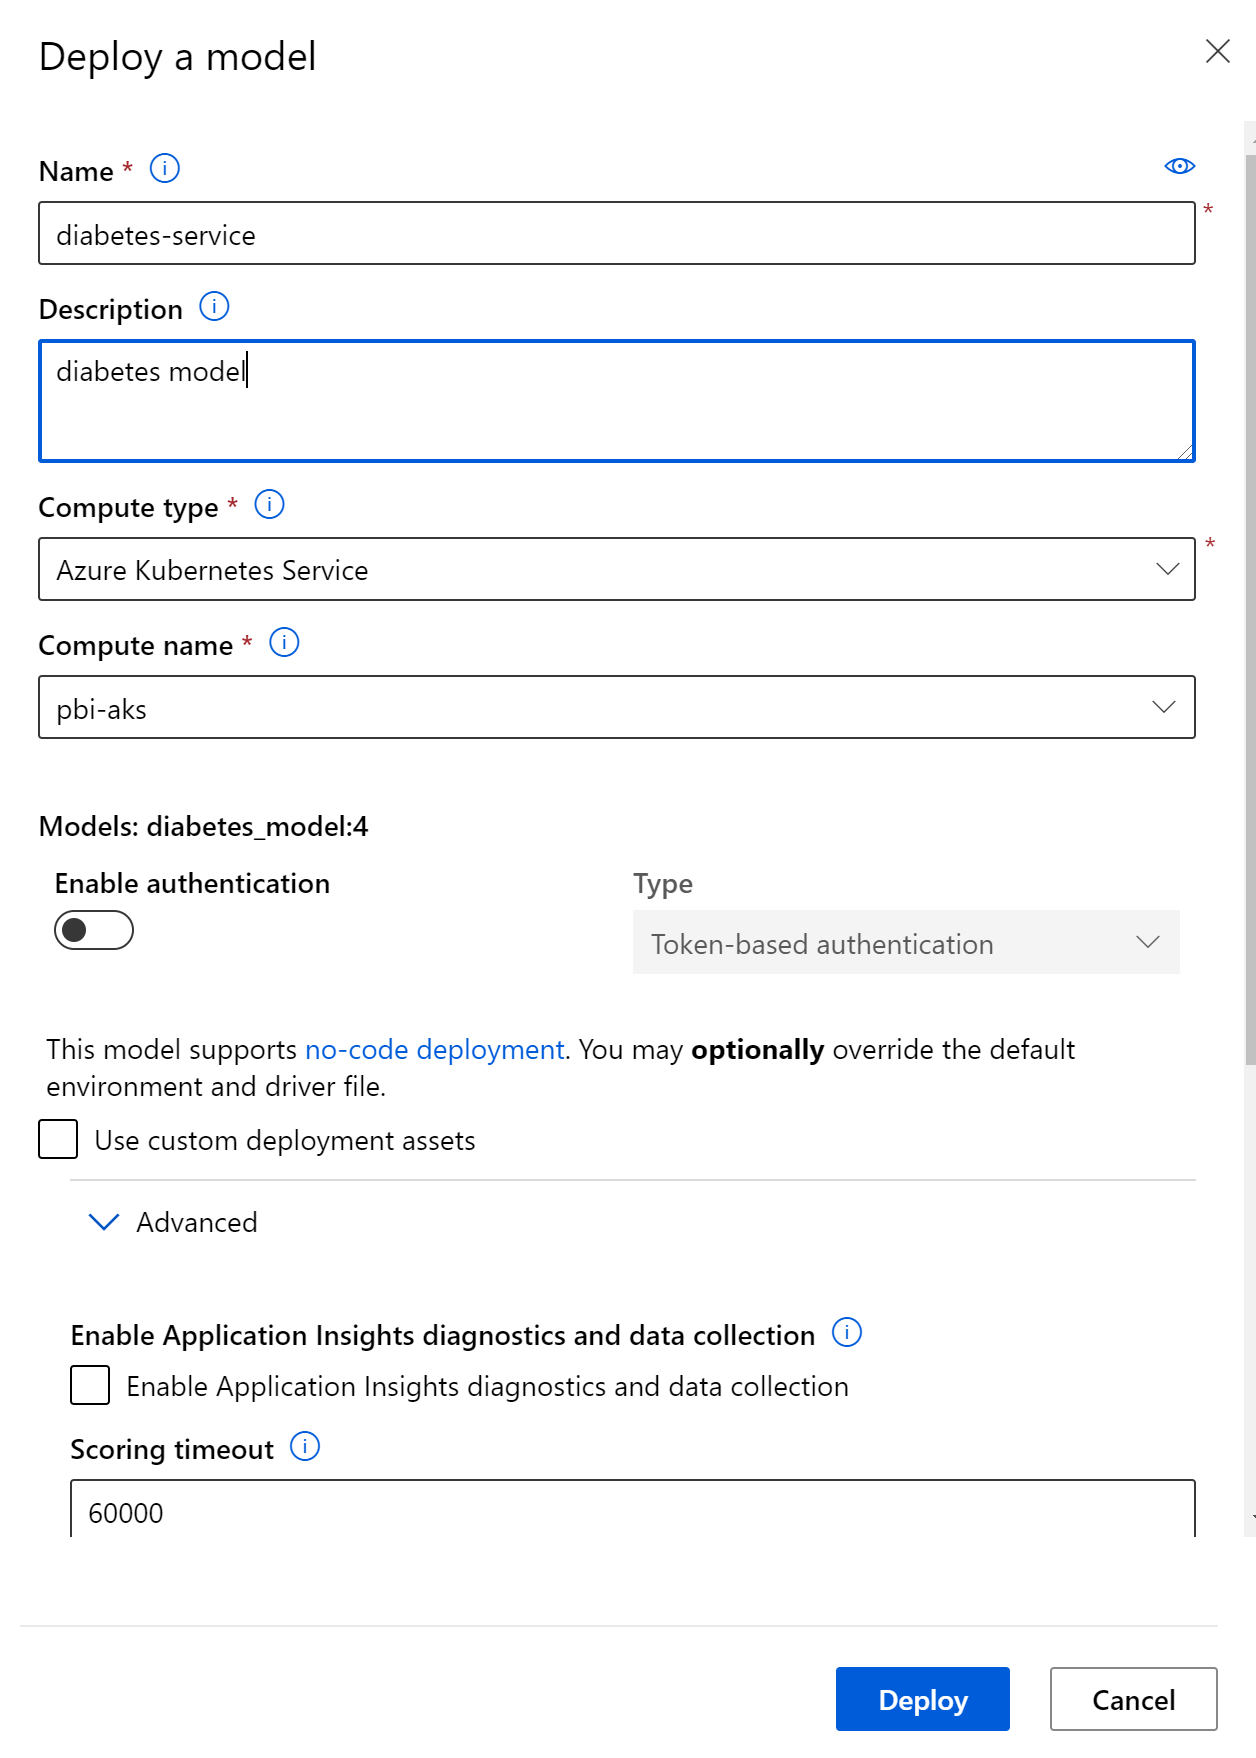 Deploy a model
Name *
diabetes-service
*
Description
diabetes model
Compute type *
Azure Kubernetes Service
*
Compute name *
pbi-aks
Models: diabetes_model:4
Enable authentication
Type
Token-based authentication
This model supports no-code deployment. You may optionally override the default
environment and driver file.
Use custom deployment assets
Advanced
Enable Application Insights diagnostics and data collection
Enable Application Insights diagnostics and data collection
Scoring timeout
60000
Deploy
Cancel